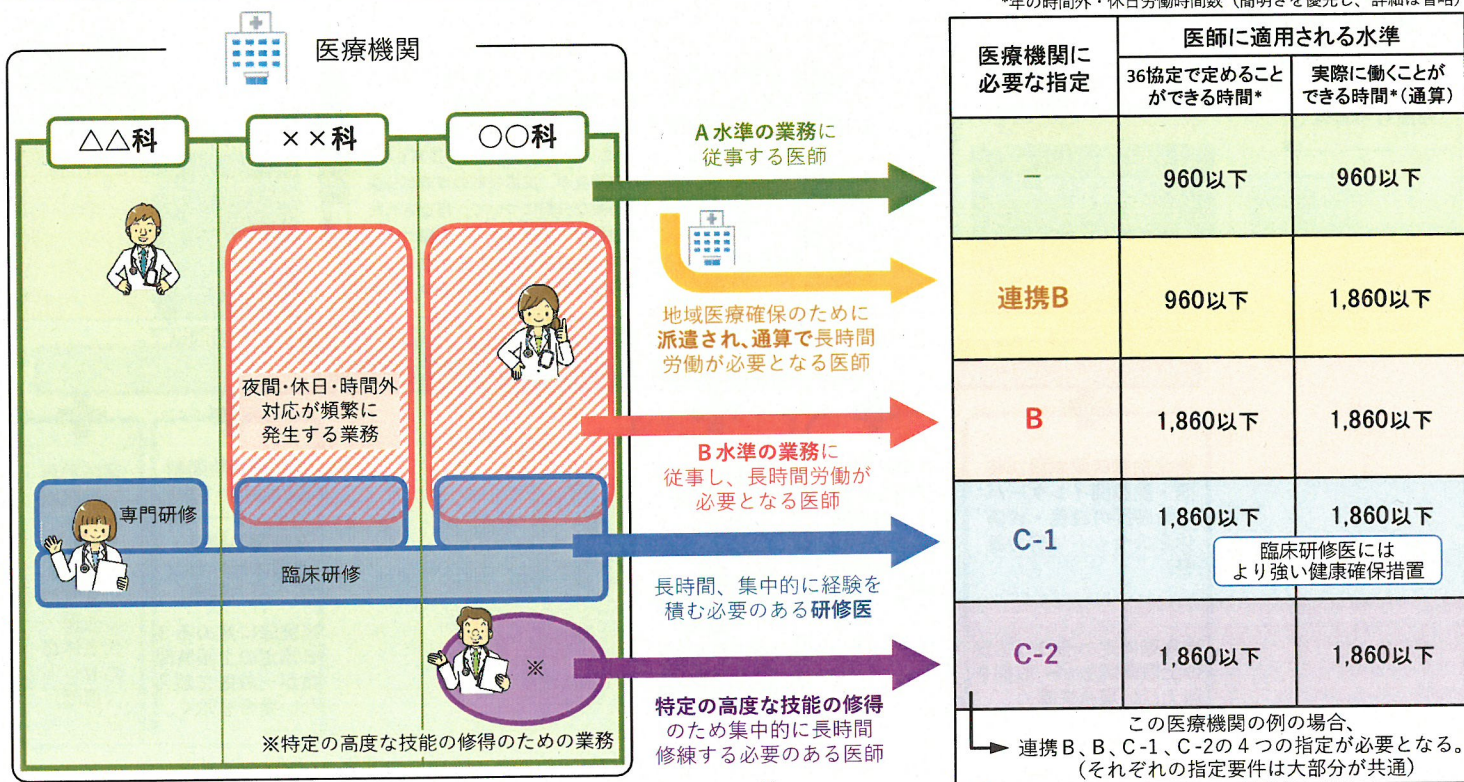 *年の時間外・休日労働時間数（簡明さを優先し、詳細は省略）
医療機関
△△科
××科
○○科
夜間・休日・時間外
対応が頻繁に
発生する業務
専門研修
臨床研修
※
※特定の高度な技能の修得のための業務
A水準の業務に
従事する医師
地域医療確保のために
派遣され、通算で長時間
労働が必要となる医師
B水準の業務に
従事し、長時間労働が
必要となる医師
長時間、集中的に経験を
積む必要のある研修医
特定の高度な技能の修得
のため集中的に長時間
修練する必要のある医師
医療機関に
必要な指定
医師に適用される水準
36協定で定めること
ができる時間*
実際に働くことが
できる時間*(通算)
－ 960以下 960以下
連携B 960以下 1,860以下
B 1,860以下 1,860以下
C-1 1,860以下 1,860以下
臨床研修医には
より強い健康確保措置
C-2 1,860以下 1,860以下
この医療機関の例の場合、
連携B、B、C-1、C-2の4つの指定が必要となる。
(それぞれの指定要件は大部分が共通)